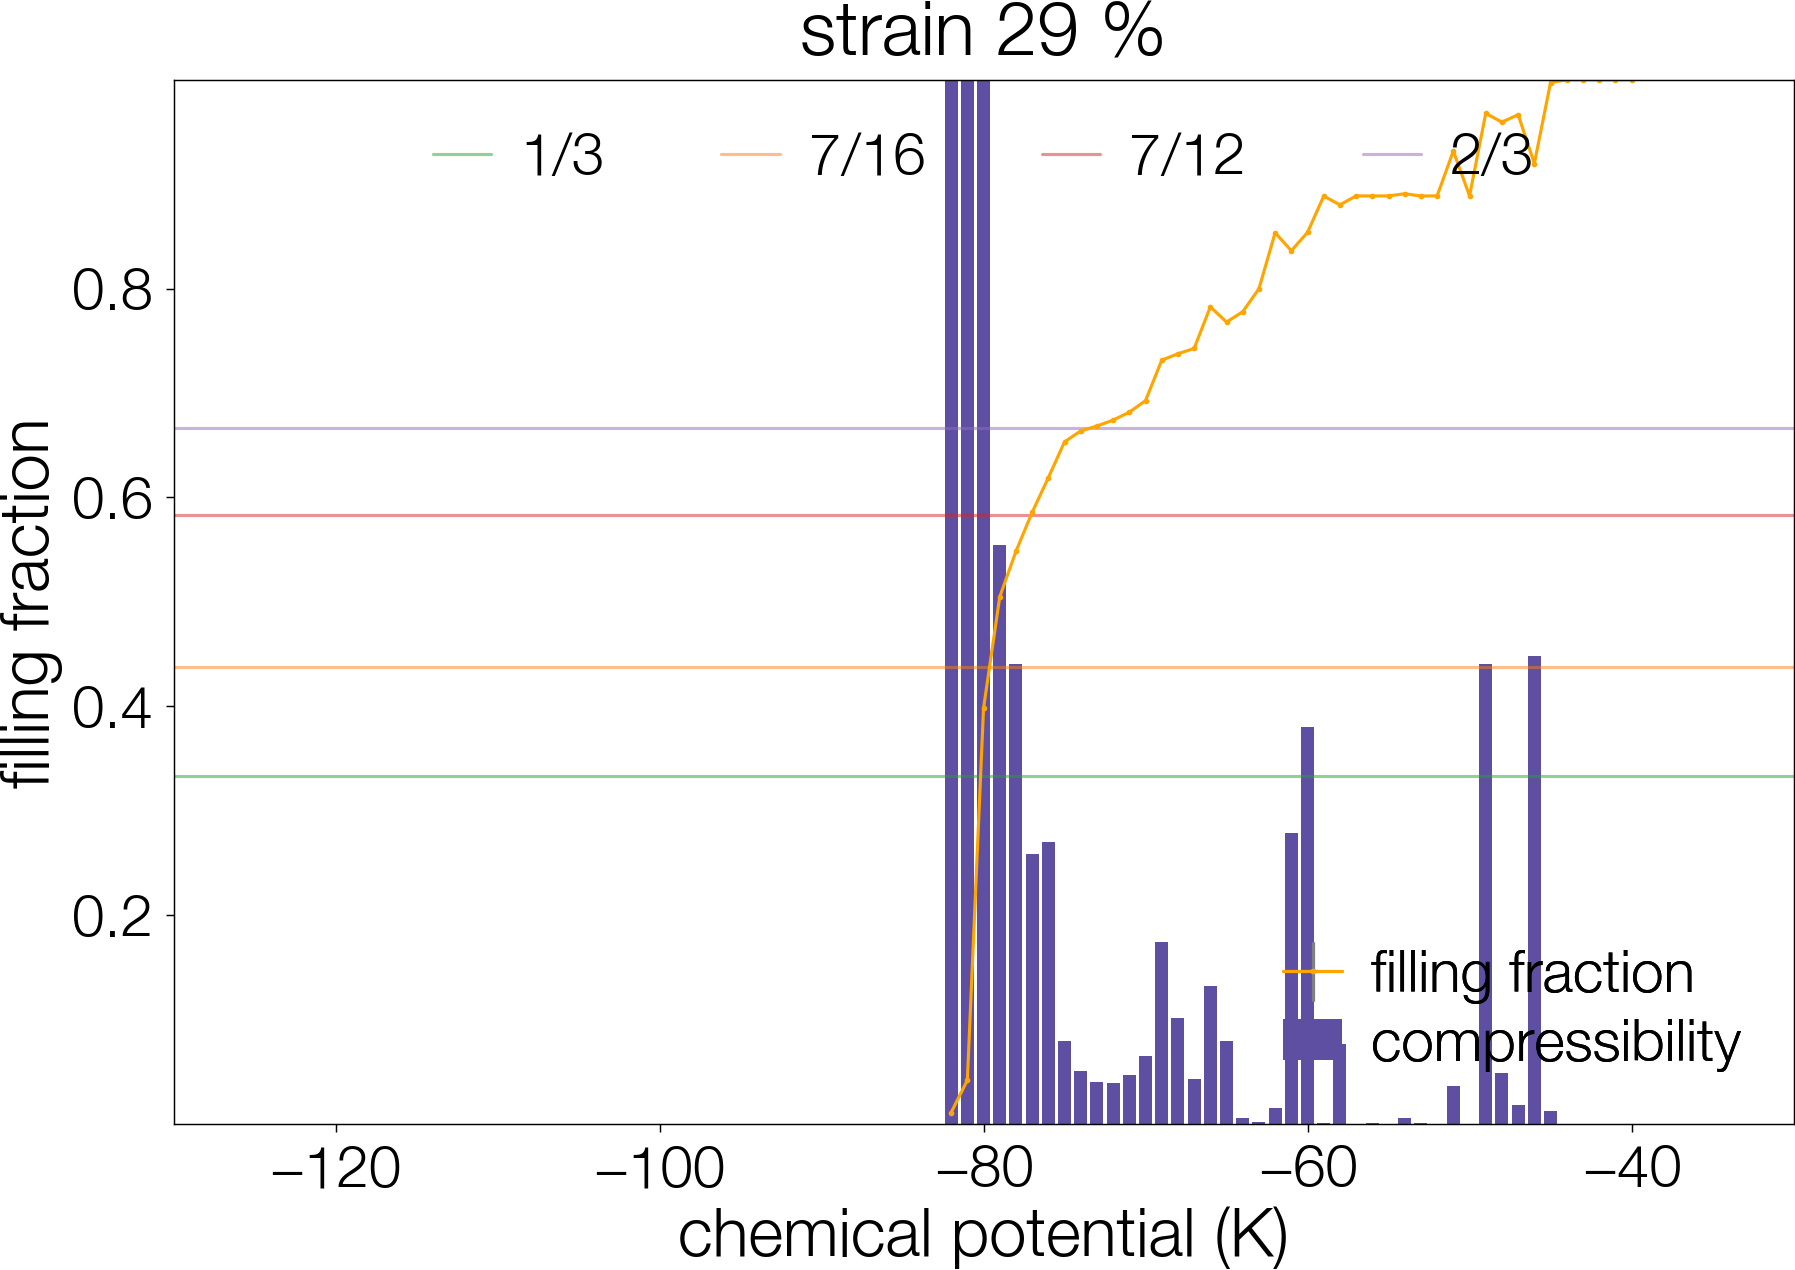 strain 29 %
1/3 7/16 7/12 2/3
0.8
0.6
0.4
0.2
filling fraction
filling fraction
compressibility
−120 −100 −80 −60 −40
chemical potential (K)